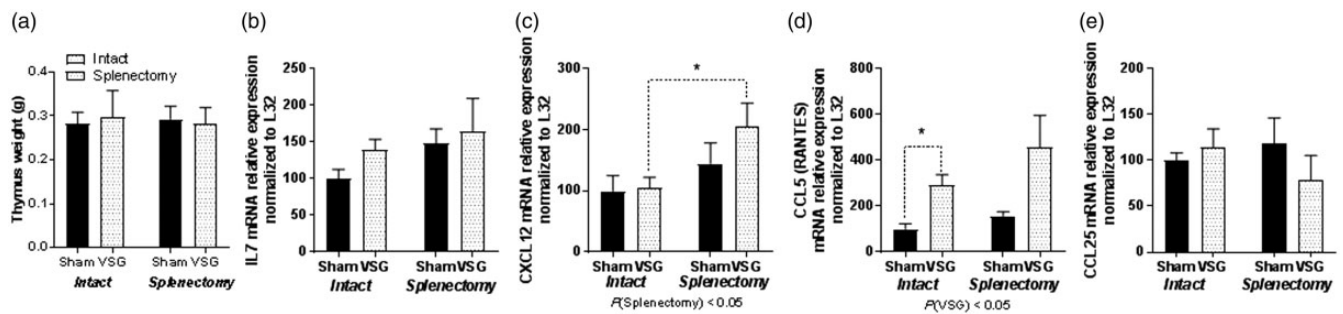 (a)
Thymus weight (g)
0.4
0.3
0.2
0.1
0.0
Intact
Splenectomy
Sham VSG
Sham VSG
Intact
Splenectomy
(b)
IL7 mRNA relative expression
normalized to L32
250
200
150
100
50
0
Sham VSG
Sham VSG
Intact
Splenectomy
(c)
CXCL12 mRNA relative expression
normalized to L32
300
200
100
0
*
Sham VSG
Sham VSG
Intact
Splenectomy
P(Splenectomy) < 0.05
(d)
CCL5 (RANTES)
mRNA relative expression
normalized to L32
800
600
400
200
0
*
Sham VSG
Sham VSG
Intact
Splenectomy
P(VSG) < 0.05
(e)
CCL25 mRNA relative expression
normalized to L32
200
150
100
50
0
Sham VSG
Sham VSG
Intact
Splenectomy